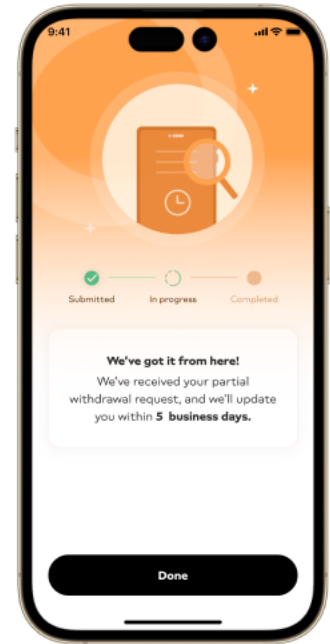 9:41
Submitted In progress Completed
We've got it from here!
We've received your partial
withdrawal request, and we'll update
you within 5 business days.
Done